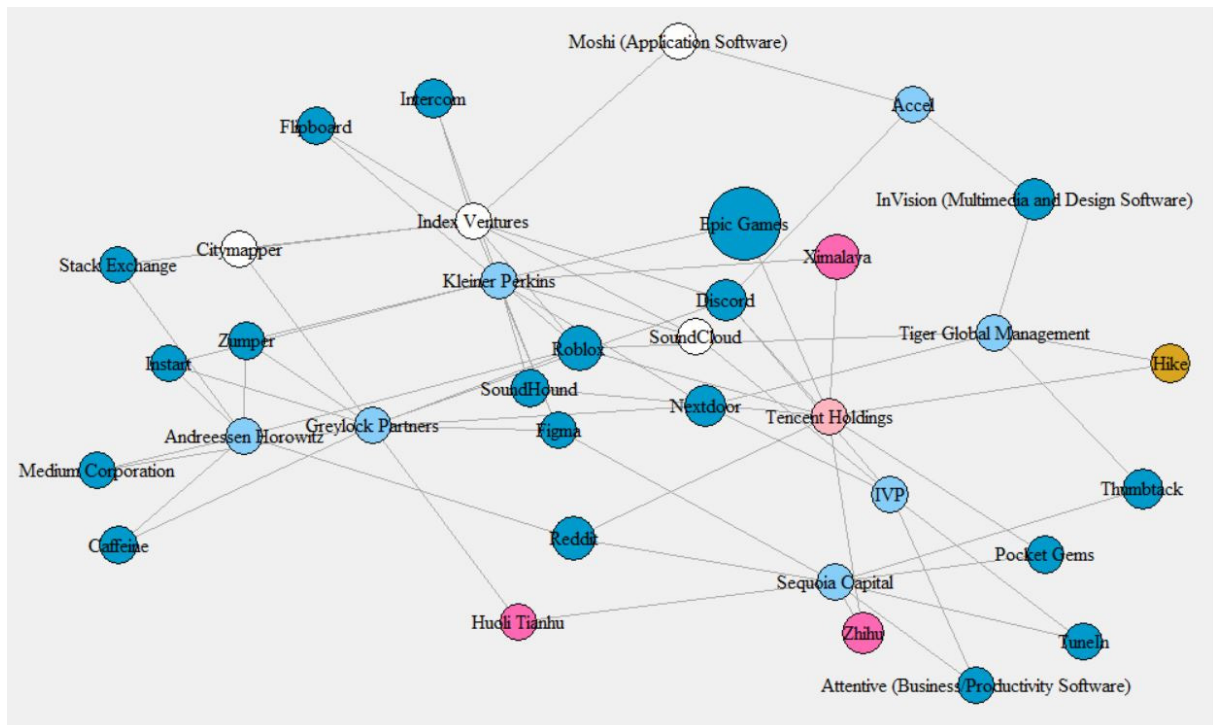 Moshi (Application Software)
Intercom
Accel
Flipboard
InVision (Multimedia and Design Software)
Index Ventures
Epic Games
Citymapper
Ximalaya
Stack Exchange
Kleiner Perkins
Discord
SoundCloud
Tiger Global Management
Zumper
Roblox
Instart
Hike
SoundHound
Nextdoor
Tencent Holdings
Greylock Partners
Figma
Andreessen Horowitz
Medium Corporation
IVP
Thumbtack
Reddit
Caffeine
Pocket Gems
Sequoia Capital
Huoli Tianhu
Zhihu
TuneIn
Attentive (Business/Productivity Software)